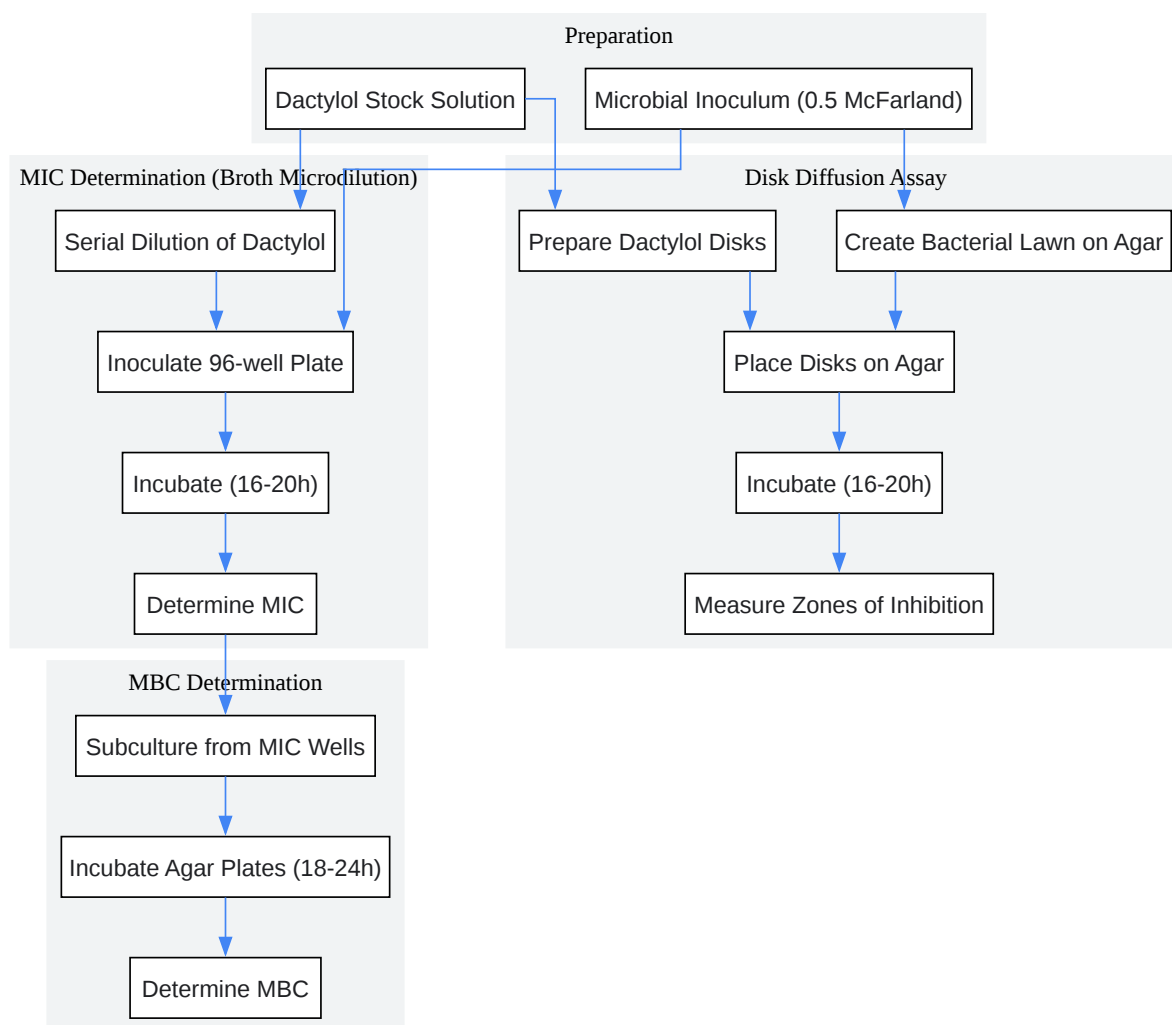 Preparation
Dactylol Stock Solution
Microbial Inoculum (0.5 McFarland)
MIC Determination (Broth Microdilution)
Disk Diffusion Assay
Serial Dilution of Dactylol
Prepare Dactylol Disks
Create Bacterial Lawn on Agar
Inoculate 96-well Plate
Place Disks on Agar
Incubate (16-20h)
Incubate (16-20h)
Determine MIC
Measure Zones of Inhibition
MBC Determination
Subculture from MIC Wells
Incubate Agar Plates (18-24h)
Determine MBC